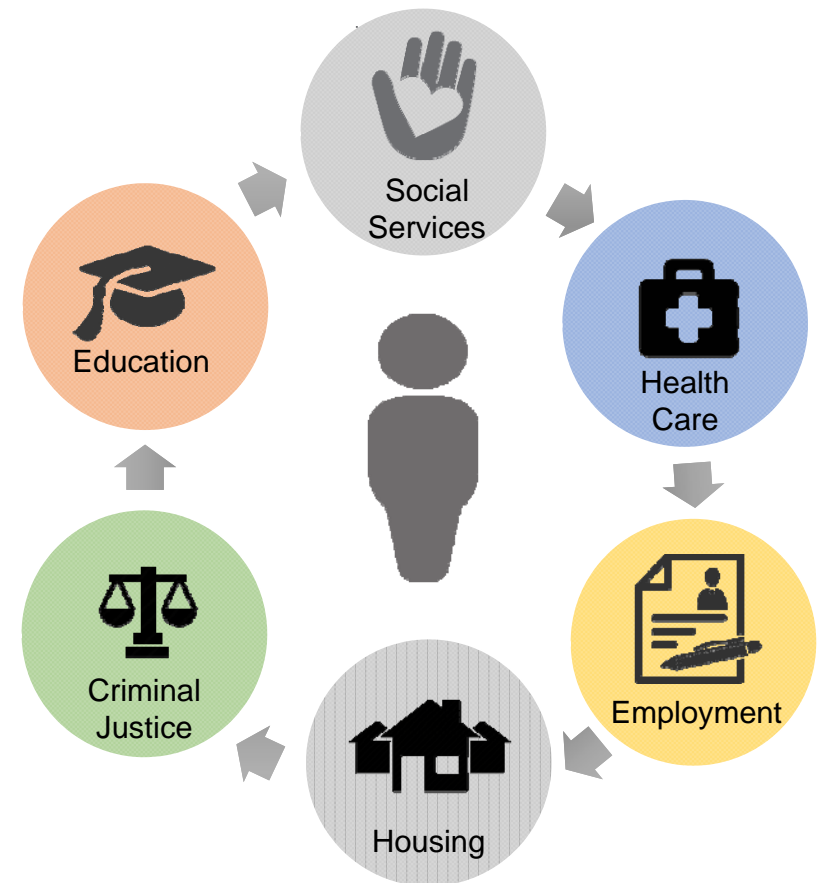 Social
Services
Health
Care
Employment
Housing
Criminal
Justice
Education